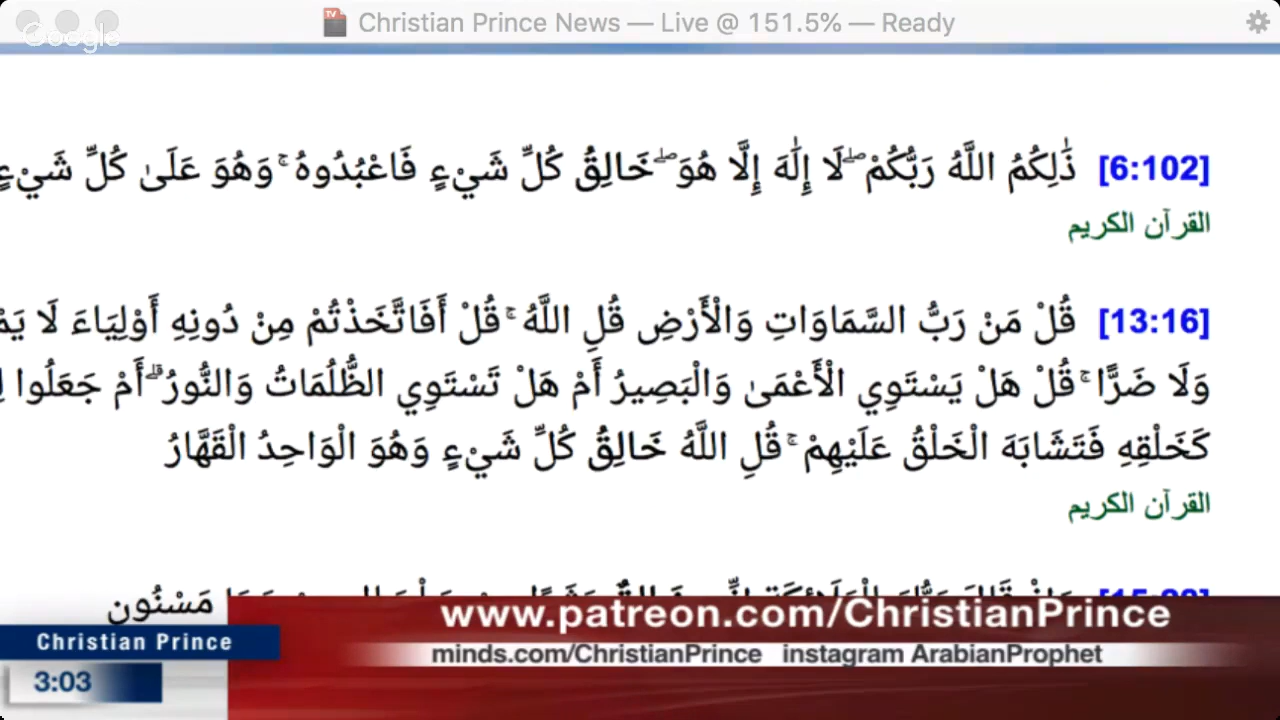 Christian Prince News — Live @ 151.5% — Ready
Google
[6:102] ذَٰلِكُمُ اللَّهُ رَبُّكُمْ ۖ لَا إِلَٰهَ إِلَّا هُوَ ۖ خَالِقُ كُلِّ شَيْءٍ فَاعْبُدُوهُ ۚ وَهُوَ عَلَىٰ كُلِّ شَيْءٍ
القرآن الكريم
[13:16] قُلْ مَنْ رَبُّ السَّمَاوَاتِ وَالْأَرْضِ قُلِ اللَّهُ ۚ قُلْ أَفَاتَّخَذْتُمْ مِنْ دُونِهِ أَوْلِيَاءَ لَا
وَلَا ضَرًّا ۚ قُلْ هَلْ يَسْتَوِي الْأَعْمَىٰ وَالْبَصِيرُ أَمْ هَلْ تَسْتَوِي الظُّلُمَاتُ وَالنُّورُ ۗ أَمْ جَعَلُوا
كَخَلْقِهِ فَتَشَابَهَ الْخَلْقُ عَلَيْهِمْ ۚ قُلِ اللَّهُ خَالِقُ كُلِّ شَيْءٍ وَهُوَ الْوَاحِدُ الْقَهَّارُ
القرآن الكريم
مَسْنُونٍ
www.patreon.com/ChristianPrince
Christian Prince
minds.com/ChristianPrince instagram ArabianProphet
3:03